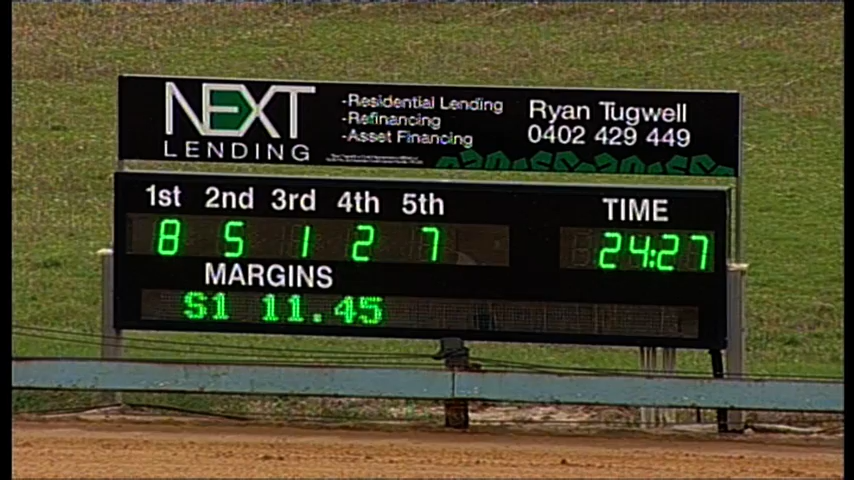 NEXT
LENDING
-Residential Lending
-Refinancing
-Asset Financing
Ryan Tugwell
0402 429 449
1st 2nd 3rd 4th 5th
8 5 1 2 7
TIME
24:27
MARGINS
S1 11.45